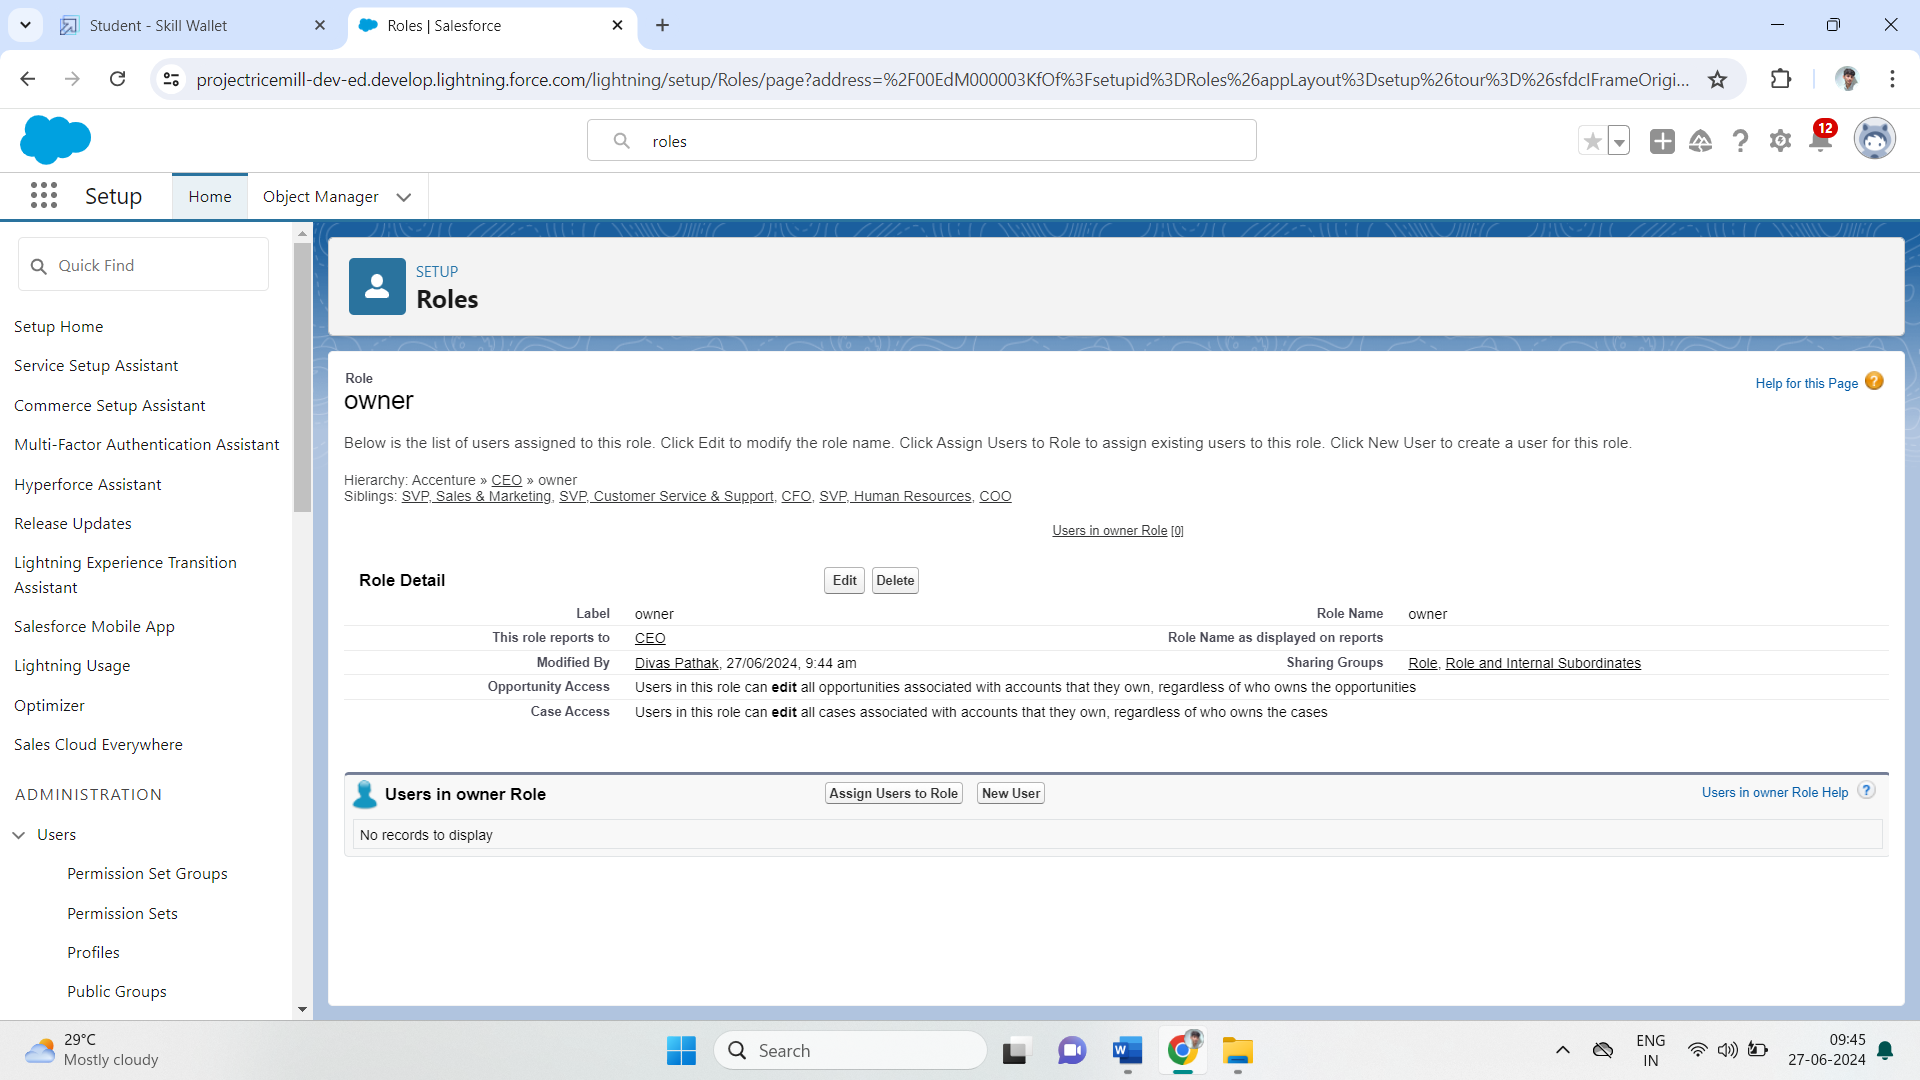 Student - Skill Wallet
Roles | Salesforce
projectricemill-dev-ed.develop.lightning.force.com/lightning/setup/Roles/page?address=%2F00EdM000003KfOf%3Fsetupid%3DRoles%26appLayout%3Dsetup%26tour%3D%26sfdcIFrameOrigi...
roles
12
Setup
Home
Object Manager
Quick Find
Setup Home
Service Setup Assistant
Commerce Setup Assistant
Multi-Factor Authentication Assistant
Hyperforce Assistant
Release Updates
Lightning Experience Transition
Assistant
Salesforce Mobile App
Lightning Usage
Optimizer
Sales Cloud Everywhere
ADMINISTRATION
Users
Permission Set Groups
Permission Sets
Profiles
Public Groups
SETUP
Roles
Role
owner
Help for this Page
Below is the list of users assigned to this role. Click Edit to modify the role name. Click Assign Users to Role to assign existing users to this role. Click New User to create a user for this role.
Hierarchy: Accenture » CEO » owner
Siblings: SVP, Sales & Marketing, SVP, Customer Service & Support, CFO, SVP, Human Resources, COO
Users in owner Role [0]
Role Detail Edit Delete
Label owner Role Name owner
This role reports to CEO Role Name as displayed on reports
Modified By Divas Pathak, 27/06/2024, 9:44 am Sharing Groups Role, Role and Internal Subordinates
Opportunity Access Users in this role can edit all opportunities associated with accounts that they own, regardless of who owns the opportunities
Case Access Users in this role can edit all cases associated with accounts that they own, regardless of who owns the cases
Users in owner Role Assign Users to Role New User Users in owner Role Help ?
No records to display
29°C
Mostly cloudy
Search
ENG
IN
09:45
27-06-2024